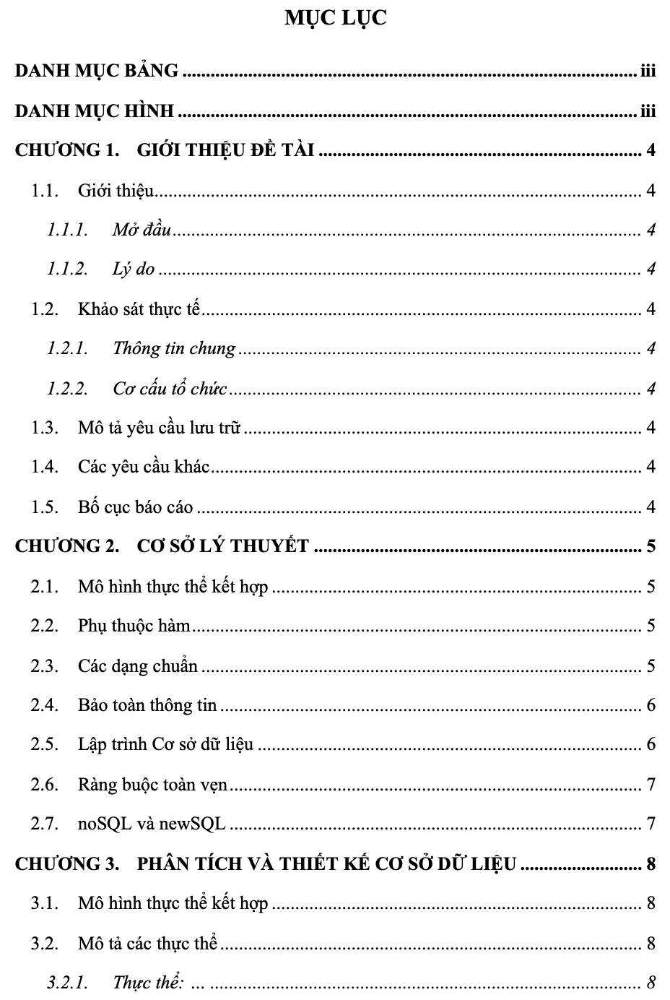 MỤC LỤC
DANH MỤC BẢNG ........ iii
DANH MỤC HÌNH ........ iii
CHƯƠNG 1. GIỚI THIỆU ĐỀ TÀI ........ 4
1.1. Giới thiệu ........ 4
1.1.1. Mở đầu ........ 4
1.1.2. Lý do ........ 4
1.2. Khảo sát thực tế ........ 4
1.2.1. Thông tin chung ........ 4
1.2.2. Cơ cấu tổ chức ........ 4
1.3. Mô tả yêu cầu lưu trữ ........ 4
1.4. Các yêu cầu khác ........ 4
1.5. Bố cục báo cáo ........ 4
CHƯƠNG 2. CƠ SỞ LÝ THUYẾT ........ 5
2.1. Mô hình thực thể kết hợp ........ 5
2.2. Phụ thuộc hàm ........ 5
2.3. Các dạng chuẩn ........ 5
2.4. Bảo toàn thông tin ........ 6
2.5. Lập trình Cơ sở dữ liệu ........ 6
2.6. Ràng buộc toàn vẹn ........ 7
2.7. noSQL và newSQL ........ 7
CHƯƠNG 3. PHÂN TÍCH VÀ THIẾT KẾ CƠ SỞ DỮ LIỆU ........ 8
3.1. Mô hình thực thể kết hợp ........ 8
3.2. Mô tả các thực thể ........ 8
3.2.1. Thực thể: ... ........ 8